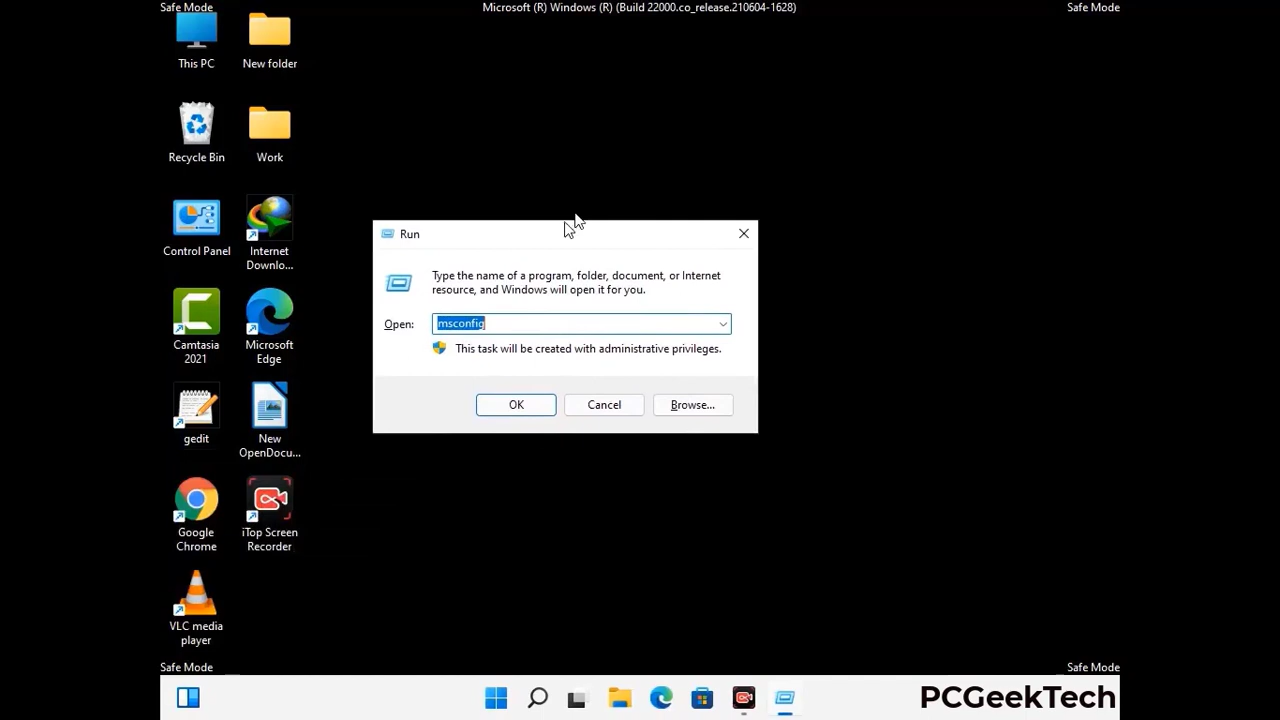 Safe Mode
Microsoft (R) Windows (R) (Build 22000.co_release.210604-1628)
Safe Mode
This PC
New folder
Recycle Bin
Work
Control Panel
Internet
Downlo...
Camtasia
2021
Microsoft
Edge
gedit
New
OpenDocu...
Google
Chrome
iTop Screen
Recorder
VLC media
player
Run
Type the name of a program, folder, document, or Internet
resource, and Windows will open it for you.
Open:
msconfig
This task will be created with administrative privileges.
OK
Cancel
Browse...
Safe Mode
Safe Mode
PCGeekTech